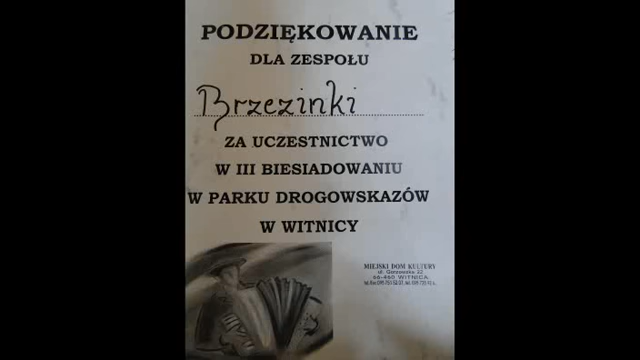 PODZIĘKOWANIE
DLA ZESPOŁU
Brzezinki
ZA UCZESTNICTWO
W III BIESIADOWANIU
W PARKU DROGOWSKAZÓW
W WITNICY
MIEJSKI DOM KULTURY
ul. Gorzowska 22
66-460 WITNICA